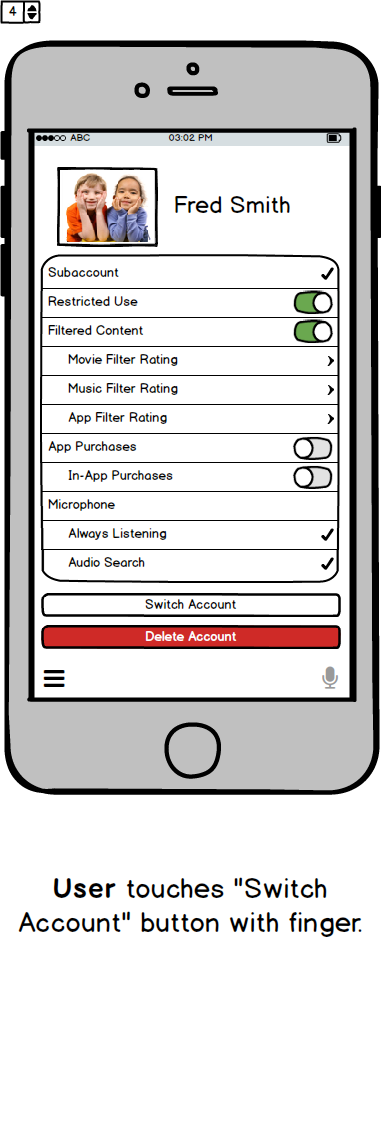 4
ABC 03:02 PM
Fred Smith
Subaccount
Restricted Use
Filtered Content
Movie Filter Rating
Music Filter Rating
App Filter Rating
App Purchases
In-App Purchases
Microphone
Always Listening
Audio Search
Switch Account
Delete Account
User touches "Switch
Account" button with finger.